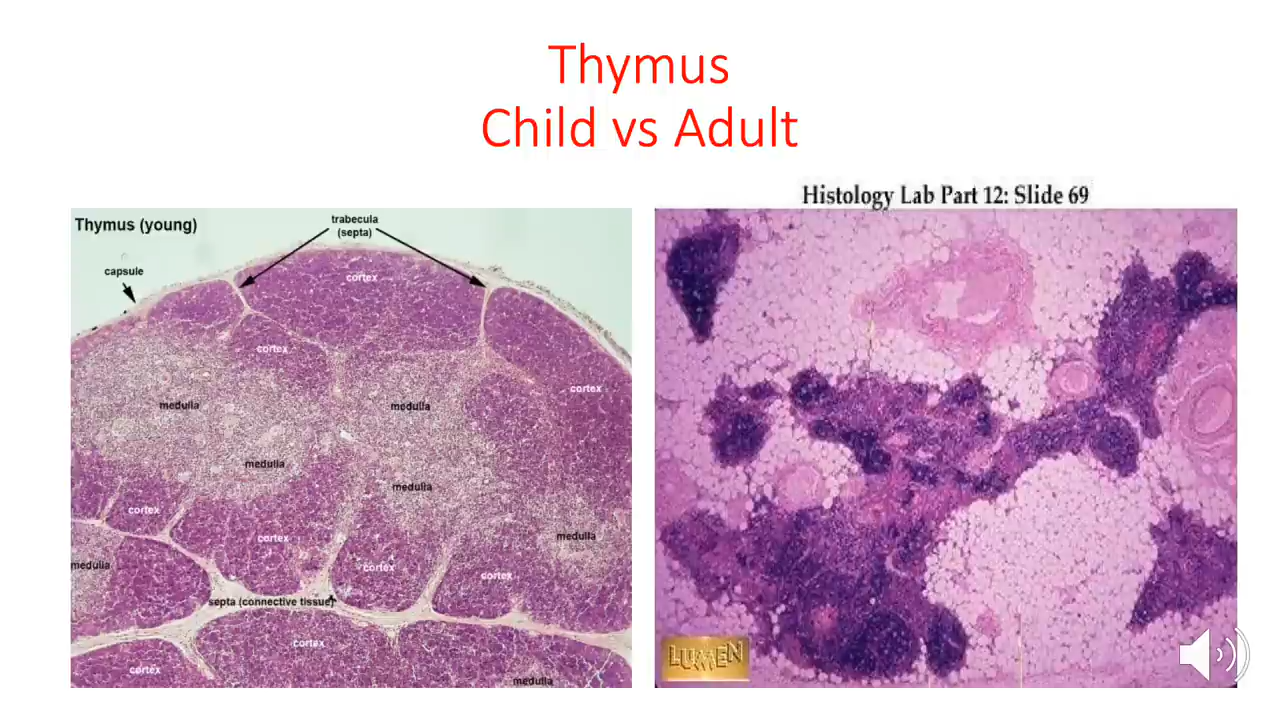 Thymus
Child vs Adult
Histology Lab Part 12: Slide 69
Thymus (young)
trabecula
(septa)
capsule
cortex
cortex
cortex
medulla
medulla
medulla
medulla
cortex
medulla
cortex
medulla
cortex
cortex
septa (connective tissue)
cortex
cortex
medulla
LUMEN